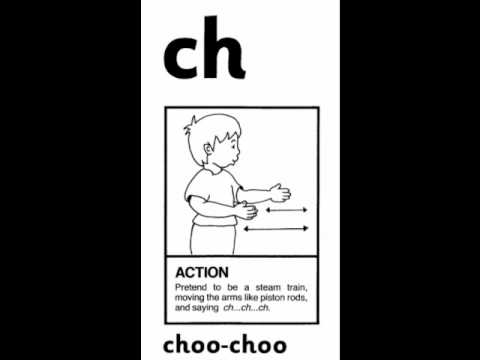 ch
ACTION
Pretend to be a steam train,
moving the arms like piston rods,
and saying ch...ch...ch.
choo-choo